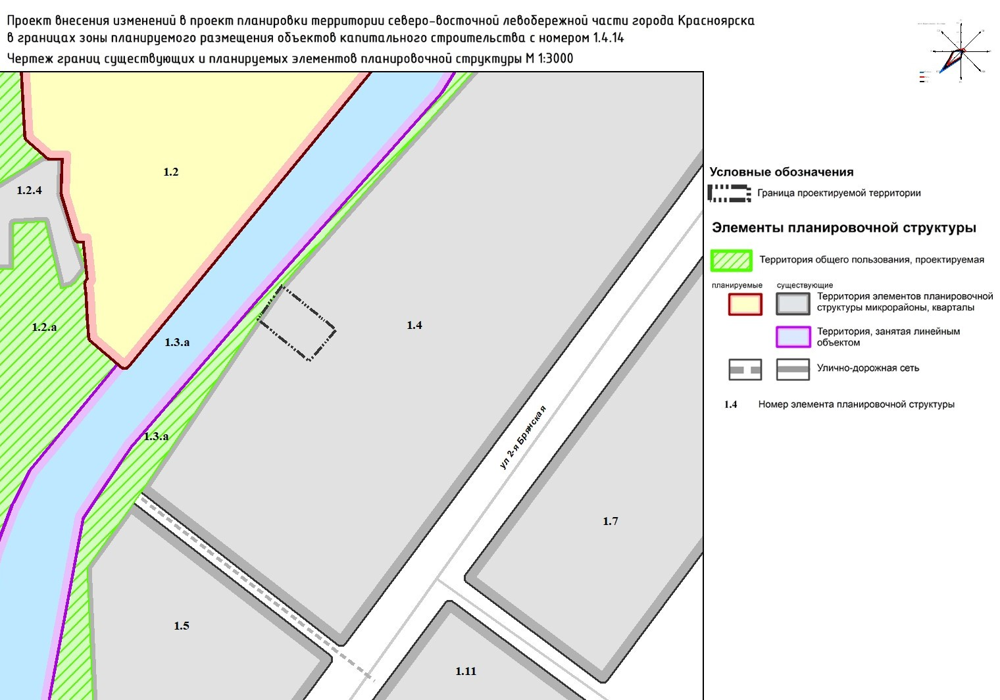 Проект внесения изменений в проект планировки территории северо-восточной левобережной части города Красноярска
в границах зоны планируемого размещения объектов капитального строительства с номером 1.4.14
Чертеж границ существующих и планируемых элементов планировочной структуры М 1:3000
1.2
1.2.4
1.2.а
1.3.а
1.4
1.3.а
ул 2-я Брянская
1.7
1.5
1.11
Условные обозначения
Граница проектируемой территории
Элементы планировочной структуры
Территория общего пользования, проектируемая
планируемые существующие
Территория элементов планировочной
структуры микрорайоны, кварталы
Территория, занятая линейным
объектом
Улично-дорожная сеть
1.4 Номер элемента планировочной структуры